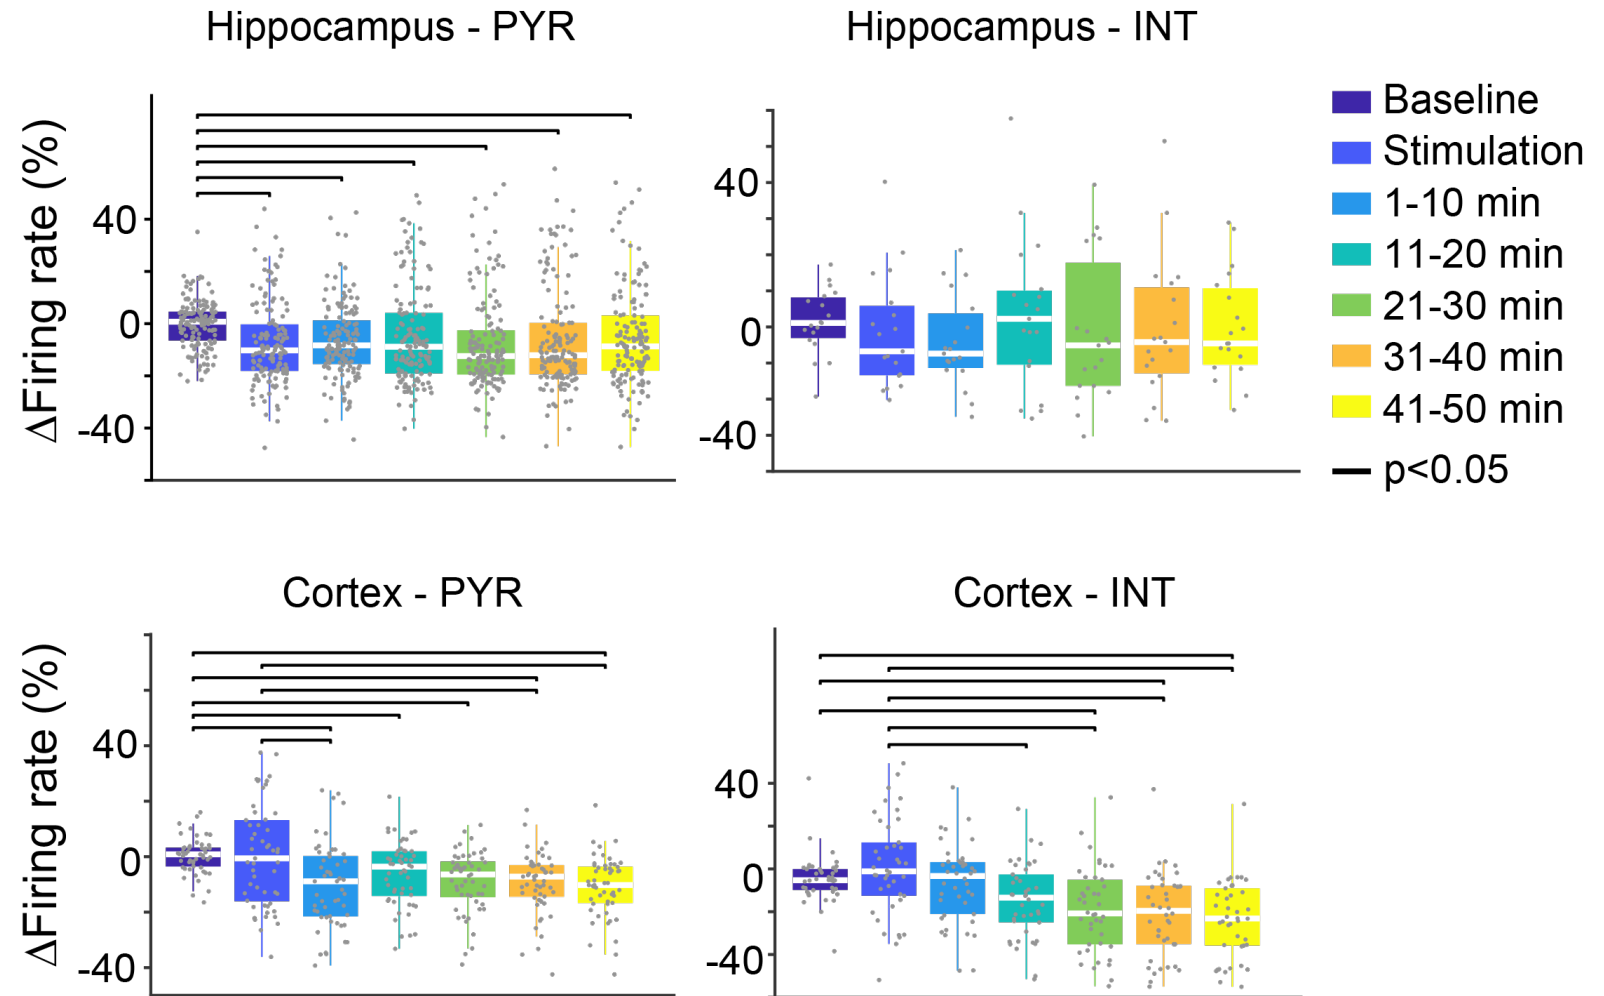 Hippocampus - PYR
Hippocampus - INT
ΔFiring rate (%)
40
0
-40
40
0
-40
Baseline
Stimulation
1-10 min
11-20 min
21-30 min
31-40 min
41-50 min
p<0.05
Cortex - PYR
Cortex - INT
ΔFiring rate (%)
40
0
-40
40
0
-40